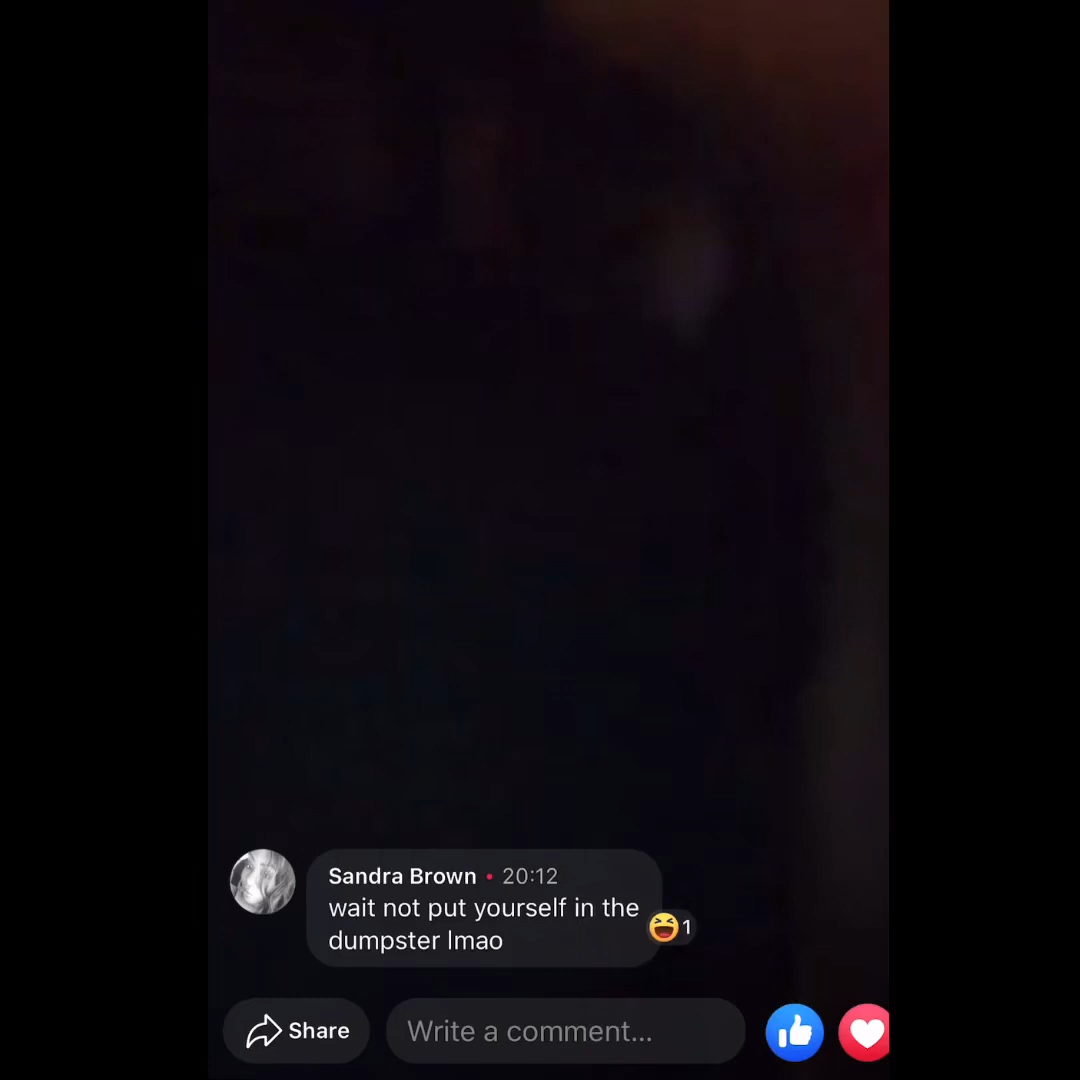 Sandra Brown • 20:12
wait not put yourself in the
dumpster lmao
1
Share
Write a comment...